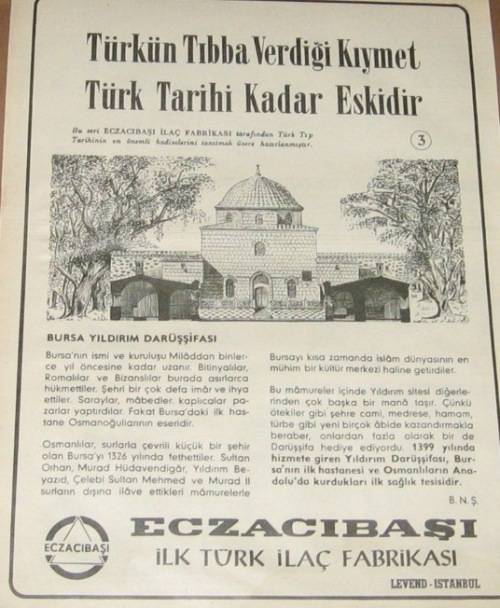 Türkün Tıbba Verdiği Kıymet
Türk Tarihi Kadar Eskidir
Bu seri ECZACIBAŞI İLAÇ FABRİKASI tarafından Türk Tıp
Tarihinin en önemli hadiselerini tanıtmak üzere hazırlanmıştır.
3
BURSA YILDIRIM DARÜŞŞİFASI
Bursa'nın ismi ve kuruluşu Milâddan binler-
ce yıl öncesine kadar uzanır. Bitinyalılar,
Romalılar ve Bizanslılar burada asırlarca
hükmettiler. Şehri bir çok defa imâr ve ihya
ettiler. Saraylar, mâbedler, kaplıcalar pa-
zarlar yaptırdılar. Fakat Bursa'daki ilk has-
tane Osmanoğullarının eseridir.
Osmanlılar, surlarla çevrili küçük bir şehir
olan Bursa'yı 1326 yılında fethettiler. Sultan
Orhan, Murad Hüdavendigâr, Yıldırım Be-
yazıd, Çelebi Sultan Mehmed ve Murad II
surların dışına ilâve ettikleri mâmurelerle
Bursayı kısa zamanda islâm dünyasının en
mühim bir kültür merkezi haline getirdiler.
Bu mâmureler içinde Yıldırım sitesi diğerle-
rinden çok başka bir manâ taşır. Çünkü
ötekiler gibi şehre cami, medrese, hamam,
türbe gibi yeni birçok âbide kazandırmakla
beraber, onlardan fazla olarak bir de
Darüşşifa hediye ediyordu. 1399 yılında
hizmete giren Yıldırım Darüşşifası, Bur-
sa'nın ilk hastanesi ve Osmanlıların Ana-
dolu'da kurdukları ilk sağlık tesisidir.
B. N. Ş.
ECZACIBAŞI
ECZACIBAŞI
İLK TÜRK İLAÇ FABRİKASI
LEVEND - İSTANBUL